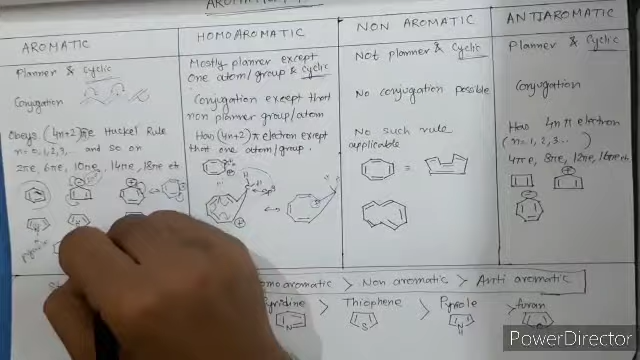 AROMATIC
Planner & Cyclic
Conjugation
Obeys (4n+2)πe Huckel Rule
n=0,1,2,3,... and so on
2πe, 6πe, 10πe, .. 14πe, 18πe etc
HOMOAROMATIC
Mostly planner except
One atom/group & Cyclic
Conjugation except that
non planner group/atom
Has (4n+2)π electron except
that one atom/group.
NON AROMATIC
Not planner & Cyclic
No conjugation possible
No such rule
applicable
ANTIAROMATIC
Planner & Cyclic
Conjugation
Has 4nπ electron
(n=1,2,3...)
4πe, 8πe, 12πe, 16πe etc
omoaromatic > Non aromatic > Anti aromatic
Pyridine > Thiophene > Pyrrole > Furan
N
S
N
H
PowerDirector